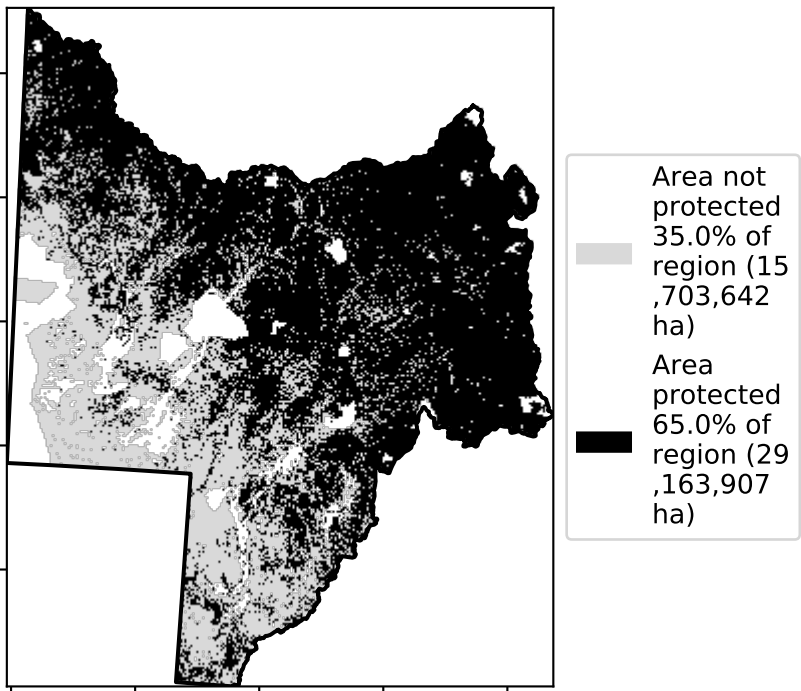 Area not
protected
35.0% of
region (15
,703,642
ha)
Area
protected
65.0% of
region (29
,163,907
ha)